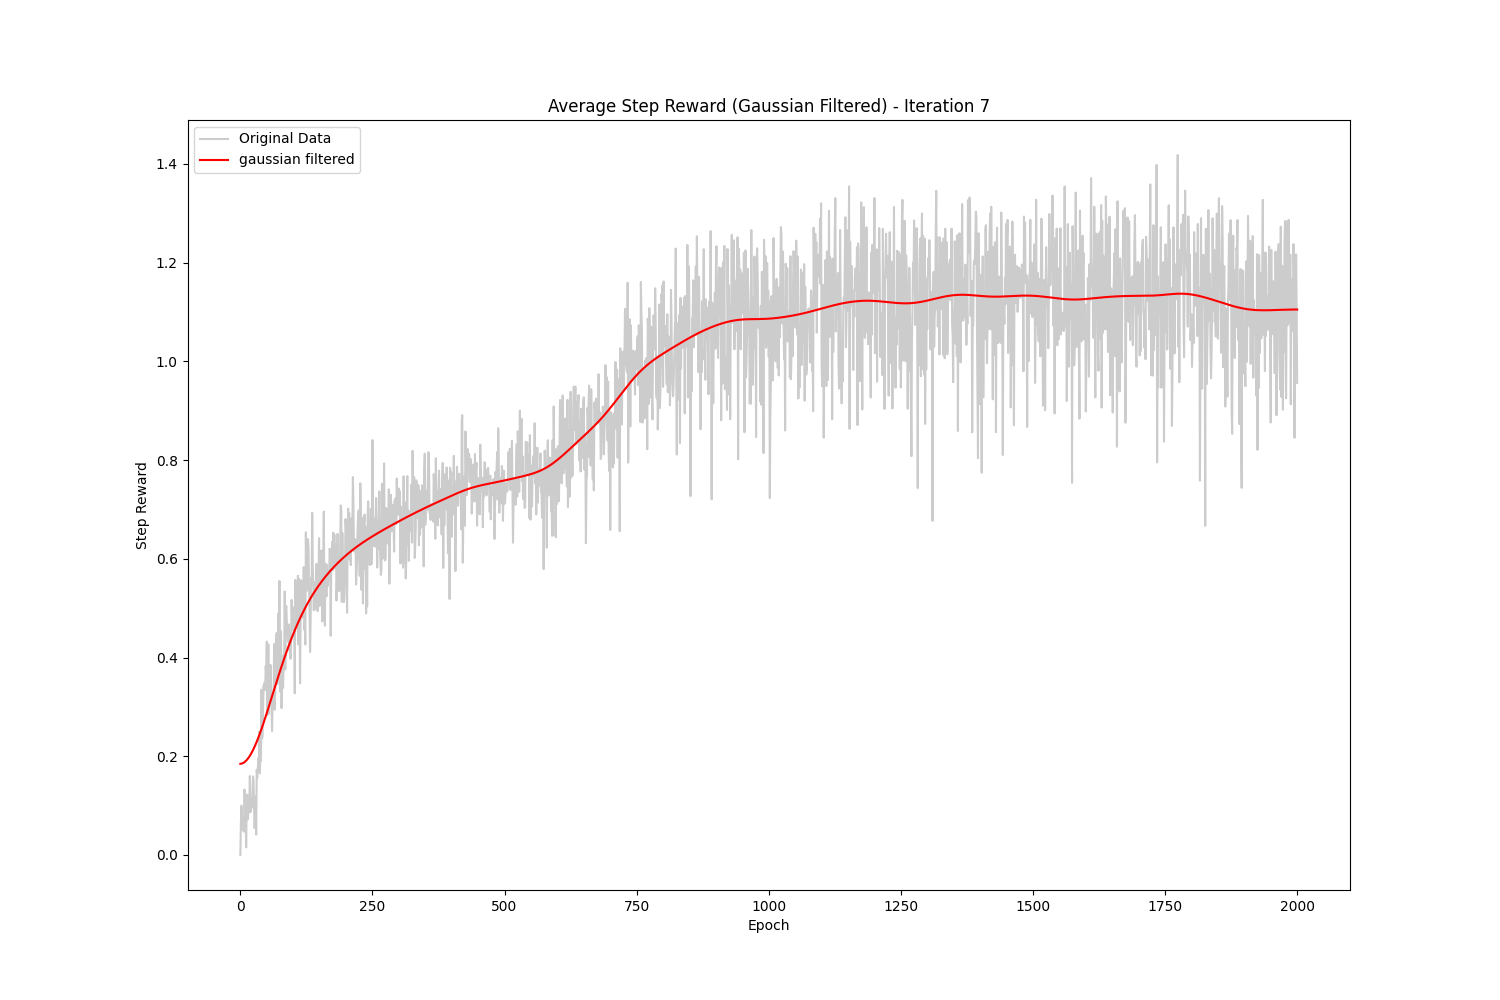 Average Step Reward (Gaussian Filtered) - Iteration 7
Original Data
gaussian filtered
Step Reward
1.4
1.2
1.0
0.8
0.6
0.4
0.2
0.0
0 250 500 750 1000 1250 1500 1750 2000
Epoch